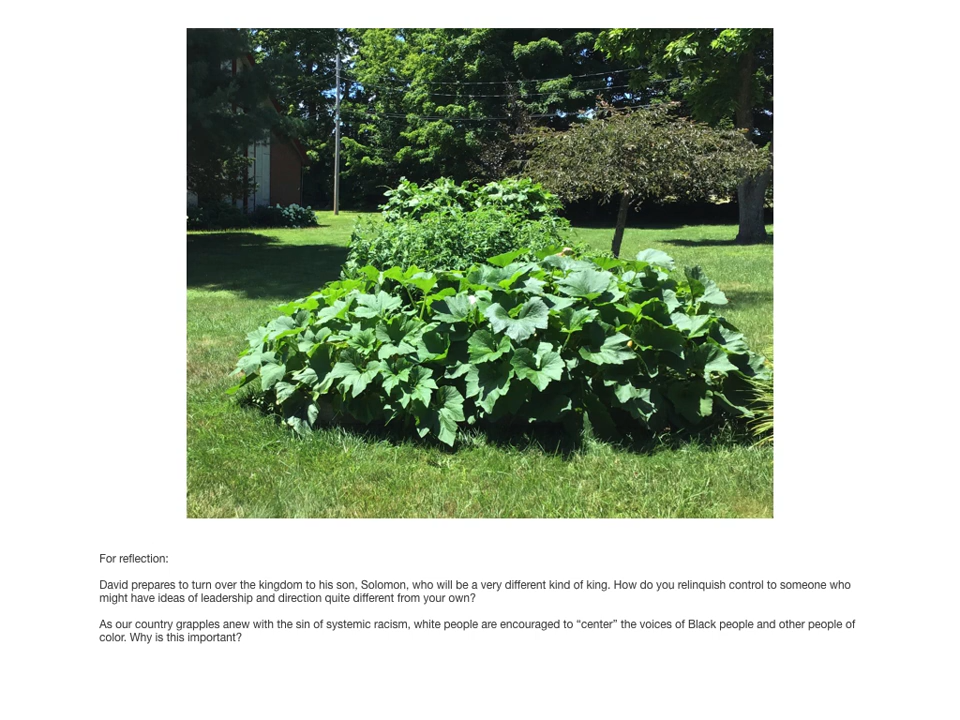 For reflection:
David prepares to turn over the kingdom to his son, Solomon, who will be a very different kind of king. How do you relinquish control to someone who
might have ideas of leadership and direction quite different from your own?
As our country grapples anew with the sin of systemic racism, white people are encouraged to “center” the voices of Black people and other people of
color. Why is this important?